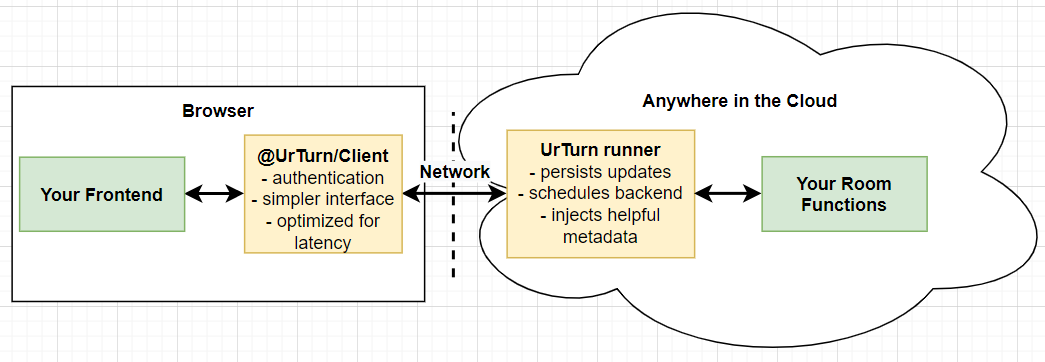 Browser
Your Frontend
@UrTurn/Client
- authentication
- simpler interface
- optimized for
latency
Network
Anywhere in the Cloud
UrTurn runner
- persists updates
- schedules backend
- injects helpful
metadata
Your Room
Functions